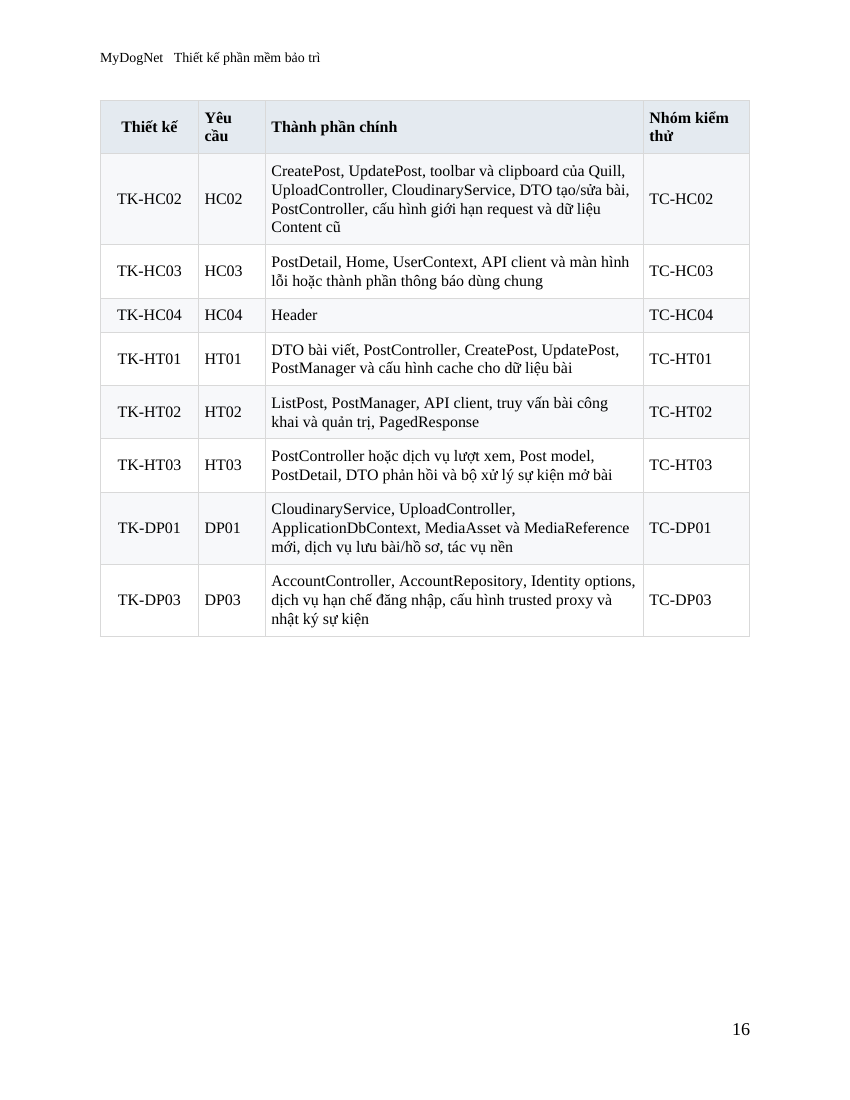 MyDogNet Thiết kế phần mềm bảo trì
Thiết kế
Yêu
cầu
Thành phần chính
Nhóm kiểm
thử
TK-HC02
HC02
CreatePost, UpdatePost, toolbar và clipboard của Quill,
UploadController, CloudinaryService, DTO tạo/sửa bài,
PostController, cấu hình giới hạn request và dữ liệu
Content cũ
TC-HC02
TK-HC03
HC03
PostDetail, Home, UserContext, API client và màn hình
lỗi hoặc thành phần thông báo dùng chung
TC-HC03
TK-HC04
HC04
Header
TC-HC04
TK-HT01
HT01
DTO bài viết, PostController, CreatePost, UpdatePost,
PostManager và cấu hình cache cho dữ liệu bài
TC-HT01
TK-HT02
HT02
ListPost, PostManager, API client, truy vấn bài công
khai và quản trị, PagedResponse
TC-HT02
TK-HT03
HT03
PostController hoặc dịch vụ lượt xem, Post model,
PostDetail, DTO phản hồi và bộ xử lý sự kiện mở bài
TC-HT03
TK-DP01
DP01
CloudinaryService, UploadController,
ApplicationDbContext, MediaAsset và MediaReference
mới, dịch vụ lưu bài/hồ sơ, tác vụ nền
TC-DP01
TK-DP03
DP03
AccountController, AccountRepository, Identity options,
dịch vụ hạn chế đăng nhập, cấu hình trusted proxy và
nhật ký sự kiện
TC-DP03
16